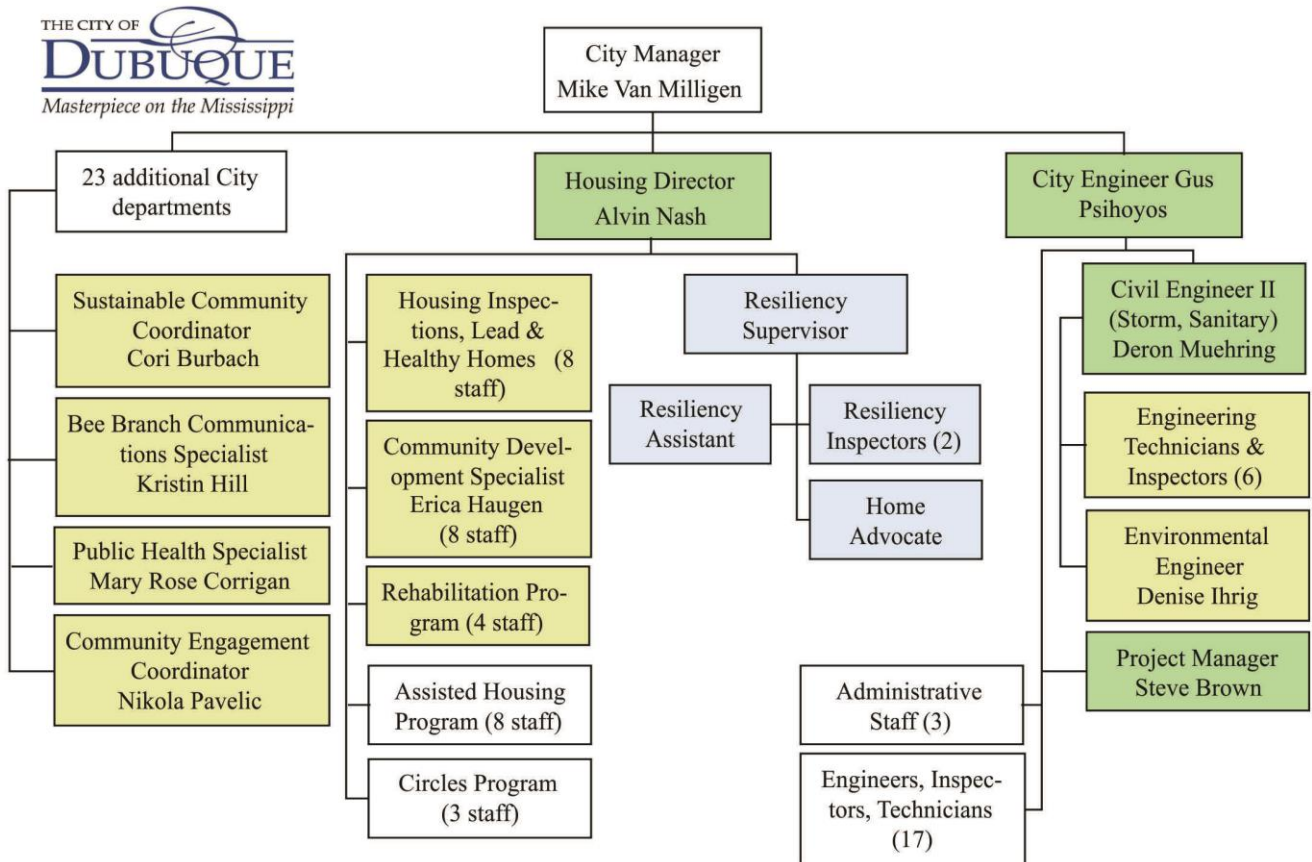 THE CITY OF
DUBUQUE
Masterpiece on the Mississippi
City Manager
Mike Van Milligen
23 additional City
departments
Housing Director
Alvin Nash
City Engineer Gus
Psihoyos
Sustainable Community
Coordinator
Cori Burbach
Bee Branch Communica-
tions Specialist
Kristin Hill
Public Health Specialist
Mary Rose Corrigan
Community Engagement
Coordinator
Nikola Pavelic
Housing Inspec-
tions, Lead &
Healthy Homes (8
staff)
Community Devel-
opment Specialist
Erica Haugen
(8 staff)
Rehabilitation Pro-
gram (4 staff)
Assisted Housing
Program (8 staff)
Circles Program
(3 staff)
Resiliency
Supervisor
Resiliency
Assistant
Resiliency
Inspectors (2)
Home
Advocate
Civil Engineer II
(Storm, Sanitary)
Deron Muehring
Engineering
Technicians &
Inspectors (6)
Environmental
Engineer
Denise Ihrig
Project Manager
Steve Brown
Administrative
Staff (3)
Engineers, Inspec-
tors, Technicians
(17)